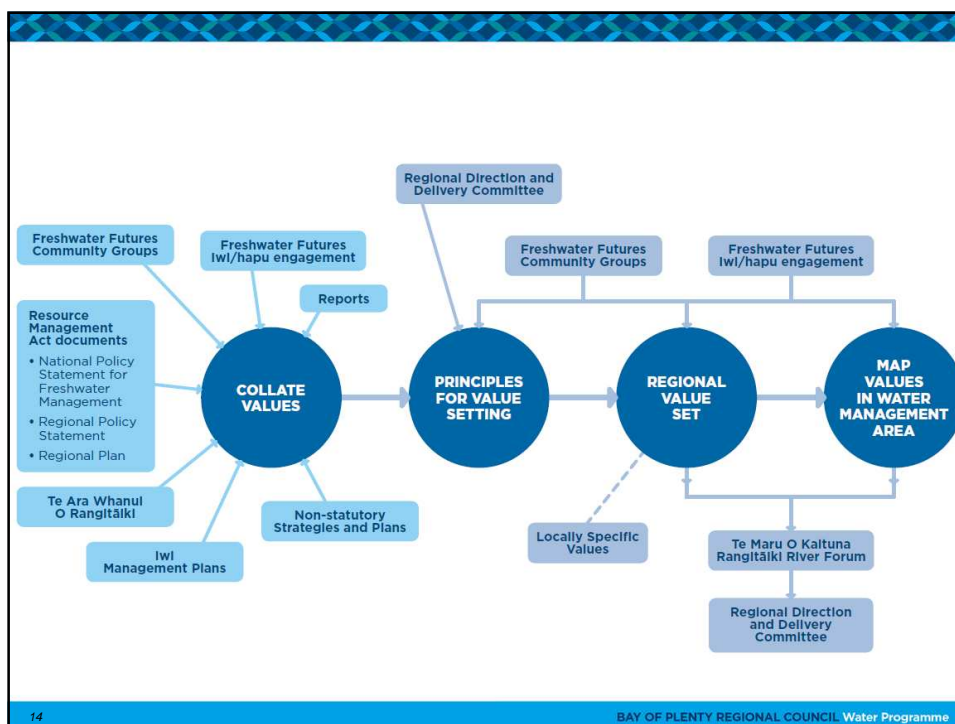 Regional Direction and
Delivery Committee
Freshwater Futures
Community Groups
Freshwater Futures
Iwi/hapu engagement
Reports
Resource
Management
Act documents
• National Policy
Statement for
Freshwater
Management
• Regional Policy
Statement
• Regional Plan
Te Ara Whanui
O Rangitāiki
Iwi
Management Plans
Non-statutory
Strategies and Plans
COLLATE
VALUES
Freshwater Futures
Community Groups
Freshwater Futures
Iwi/hapu engagement
PRINCIPLES
FOR VALUE
SETTING
REGIONAL
VALUE
SET
MAP
VALUES
IN WATER
MANAGEMENT
AREA
Locally Specific
Values
Te Maru O Kaituna
Rangitāiki River Forum
Regional Direction
and Delivery
Committee
14
BAY OF PLENTY REGIONAL COUNCIL Water Programme